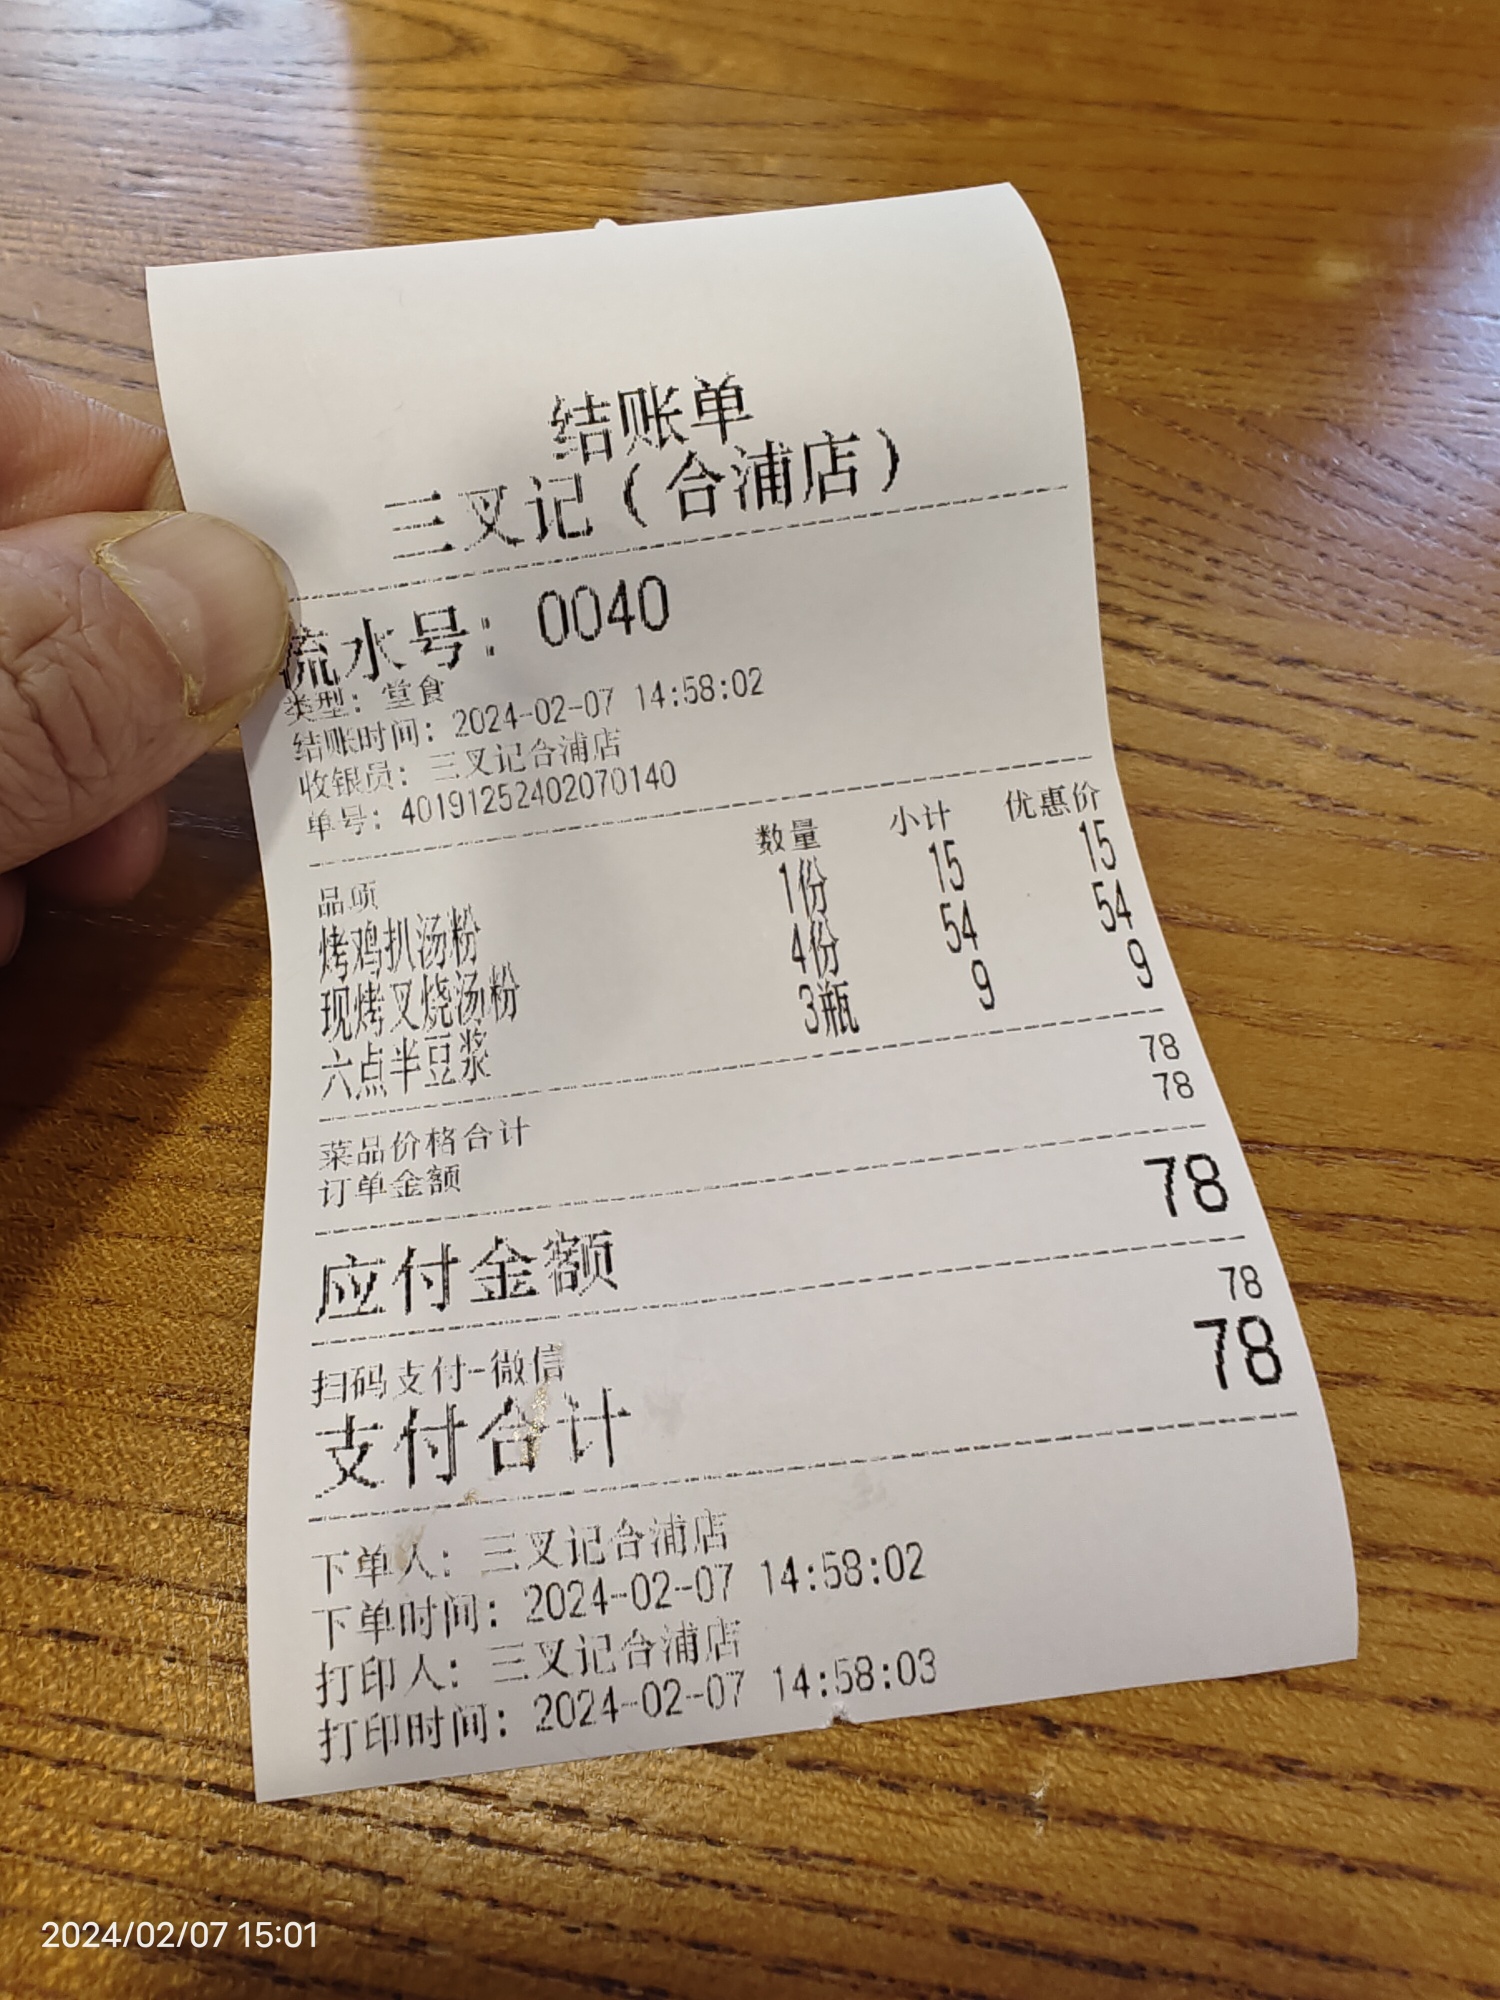 结账单
三叉记（合浦店）
流水号：0040
类型：堂食
结账时间：2024-02-07 14:58:02
收银员：三叉记合浦店
单号：40191252402070140
品项 数量 小计 优惠价
烤鸡扒汤粉 1份 15 15
现烤叉烧汤粉 4份 54 54
六点半豆浆 3瓶 9 9
菜品价格合计 78
订单金额 78
应付金额 78
扫码支付-微信 78
支付合计 78
下单人：三叉记合浦店
下单时间：2024-02-07 14:58:02
打印人：三叉记合浦店
打印时间：2024-02-07 14:58:03
2024/02/07 15:01